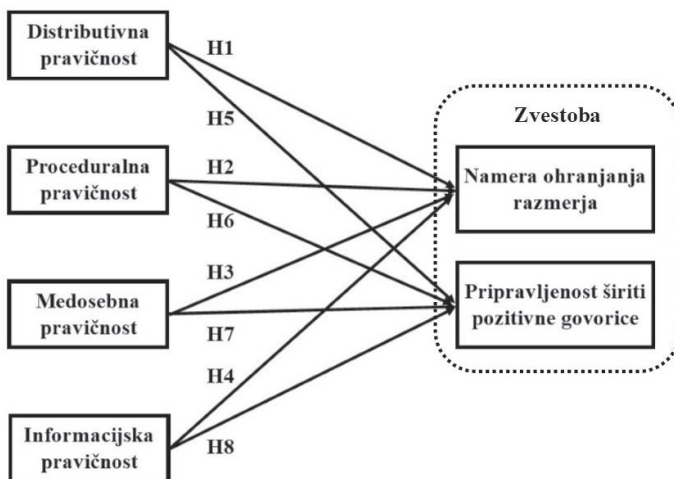 Distributivna
pravičnost
H1
H5
Zvestoba
Proceduralna
pravičnost
H2
H6
Namera ohranjanja
razmerja
H3
Medosebna
pravičnost
H7
Pripravljenost širiti
pozitivne govorice
H4
Informacijska
pravičnost
H8